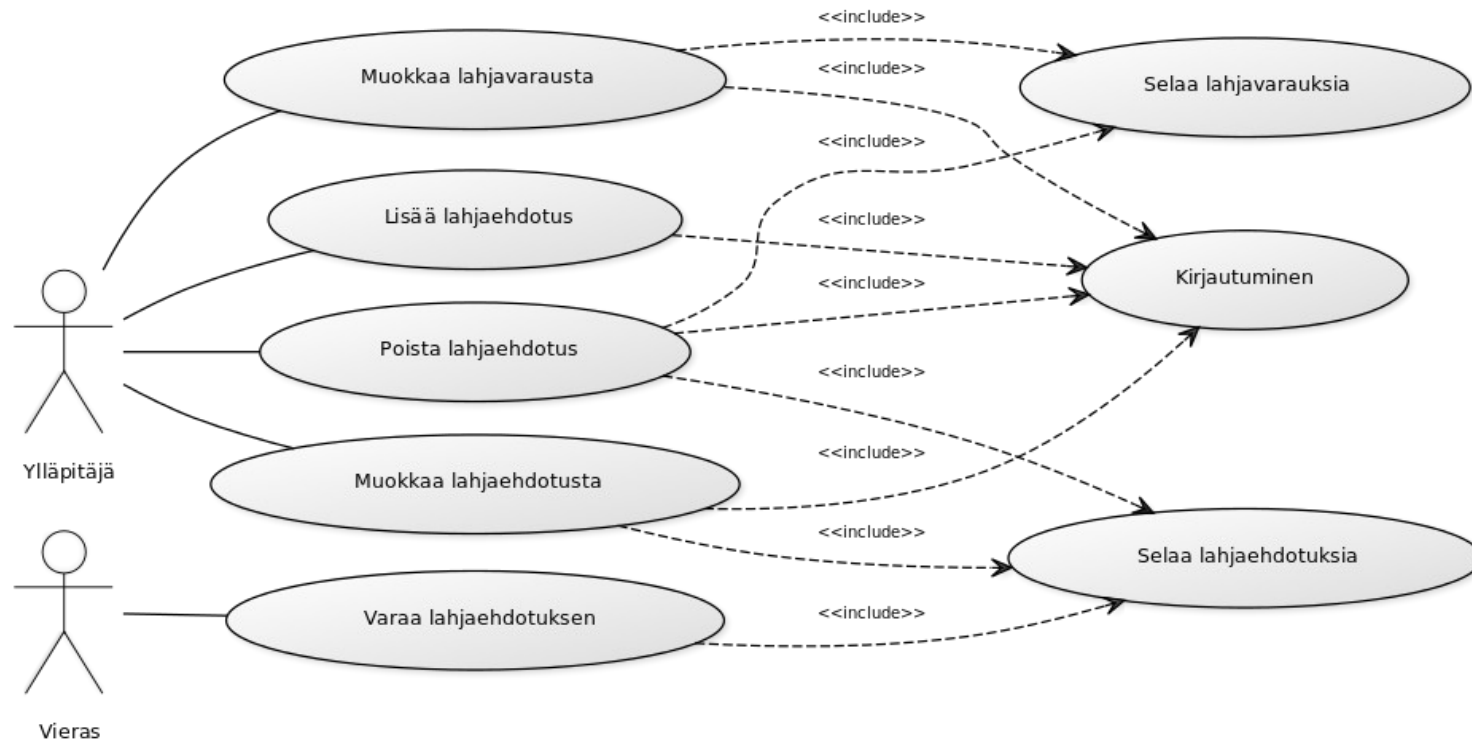 <<include>>
<<include>>
Muokkaa lahjavarausta
Selaa lahjavarauksia
<<include>>
Lisää lahjaehdotus
<<include>>
Kirjautuminen
<<include>>
Poista lahjaehdotus
<<include>>
Ylläpitäjä
<<include>>
Muokkaa lahjaehdotusta
<<include>>
Selaa lahjaehdotuksia
<<include>>
Varaa lahjaehdotuksen
Vieras